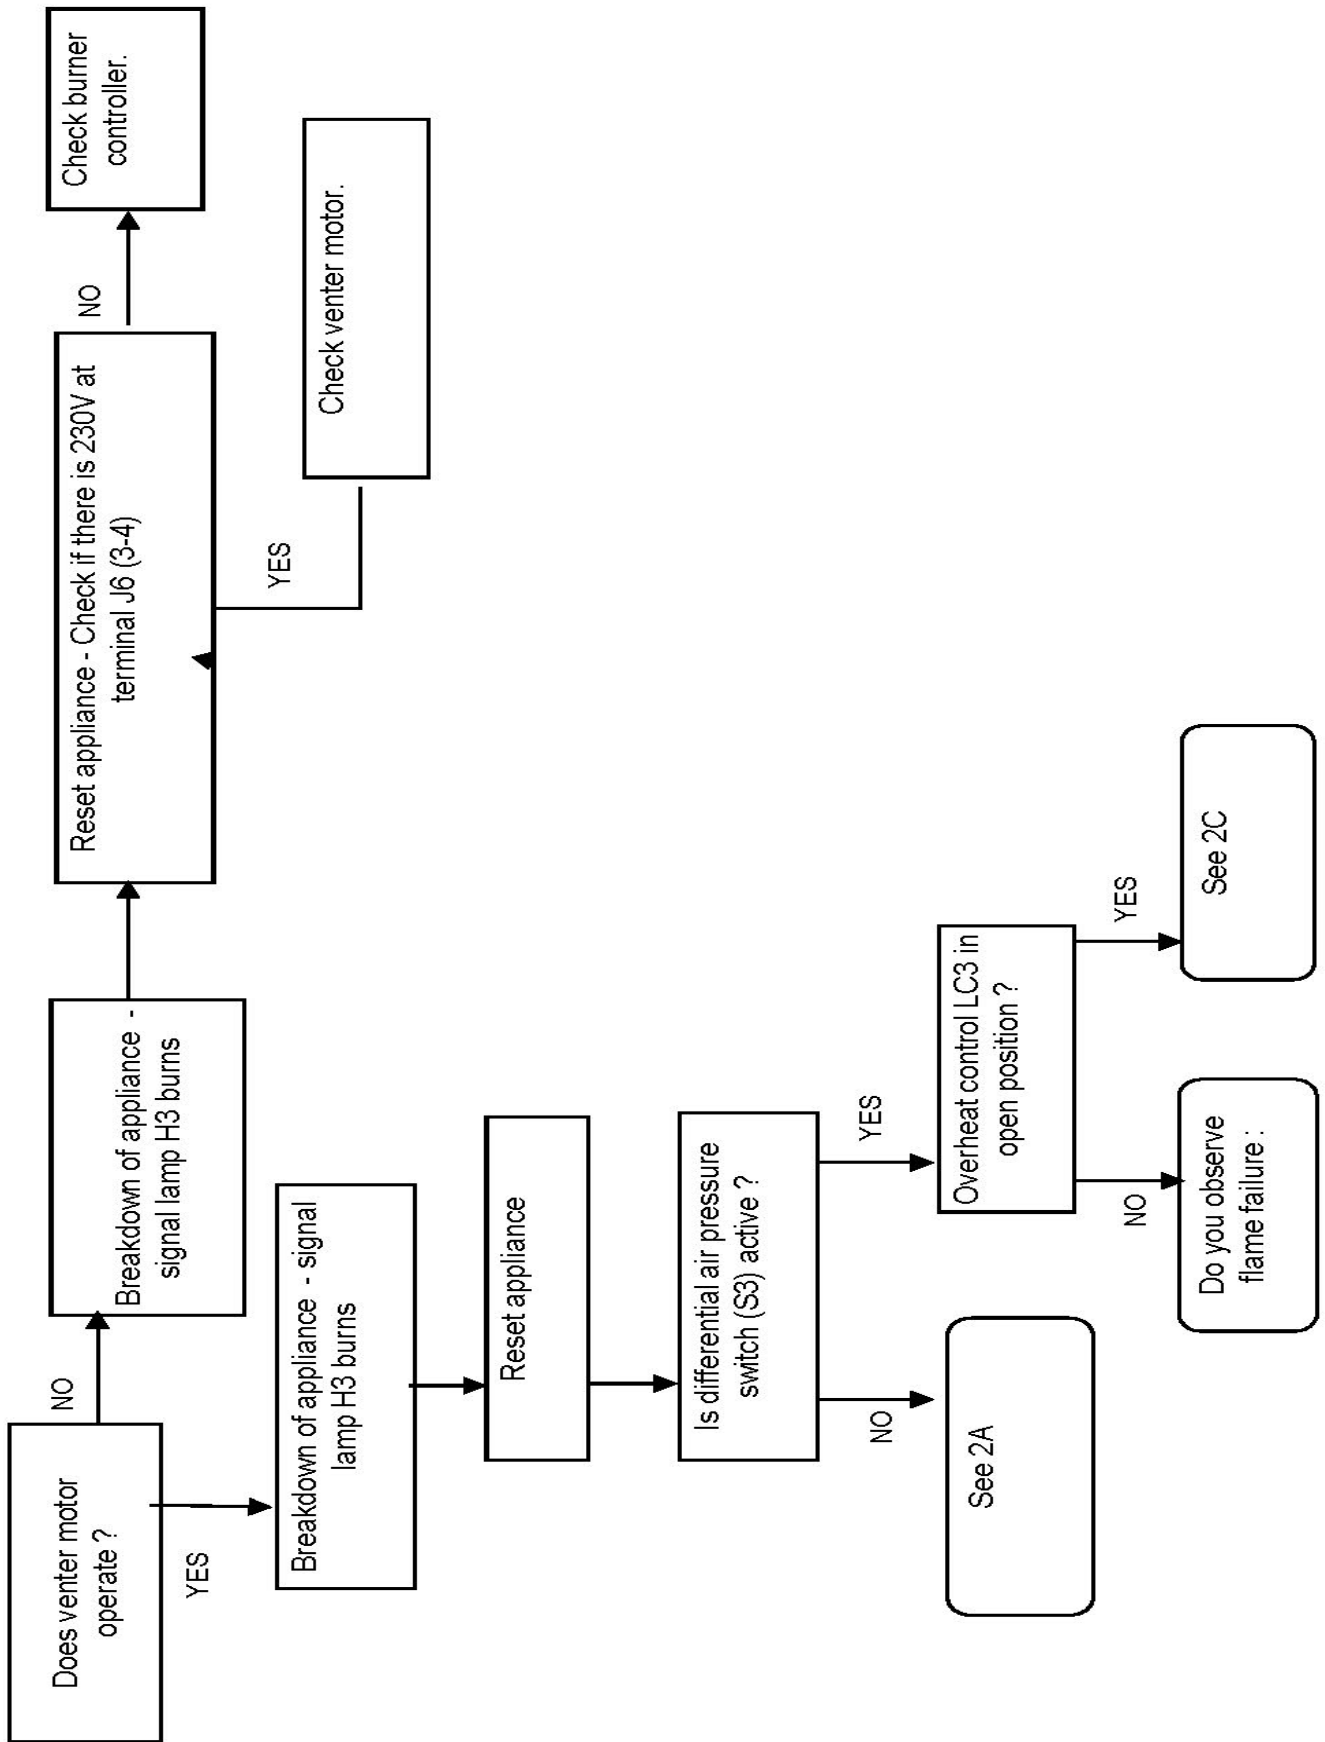 Does venter motor
operate ?
NO
Breakdown of appliance -
signal lamp H3 burns
Reset appliance - Check if there is 230V at
terminal J6 (3-4)
NO
Check burner
controller.
YES
Check venter motor.
YES
Breakdown of appliance - signal
lamp H3 burns
Reset appliance
Is differential air pressure
switch (S3) active ?
NO
See 2A
YES
Overheat control LC3 in
open position ?
NO
Do you observe
flame failure :
YES
See 2C